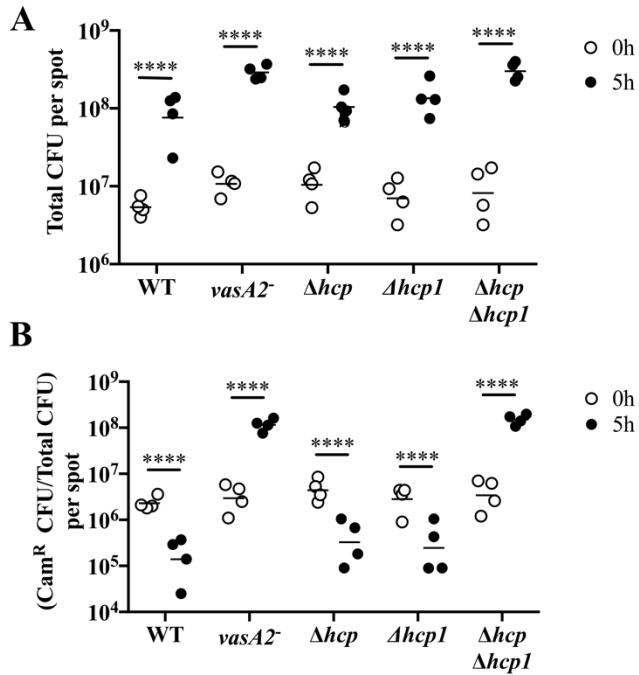 A
Total CFU per spot
10⁹
10⁸
10⁷
10⁶
****
****
****
****
****
0h
5h
WT
vasA2⁻
Δhcp
Δhcp1
Δhcp
Δhcp1
B
(Camᴿ CFU/Total CFU)
per spot
10⁹
10⁸
10⁷
10⁶
10⁵
10⁴
****
****
****
****
****
0h
5h
WT
vasA2⁻
Δhcp
Δhcp1
Δhcp
Δhcp1